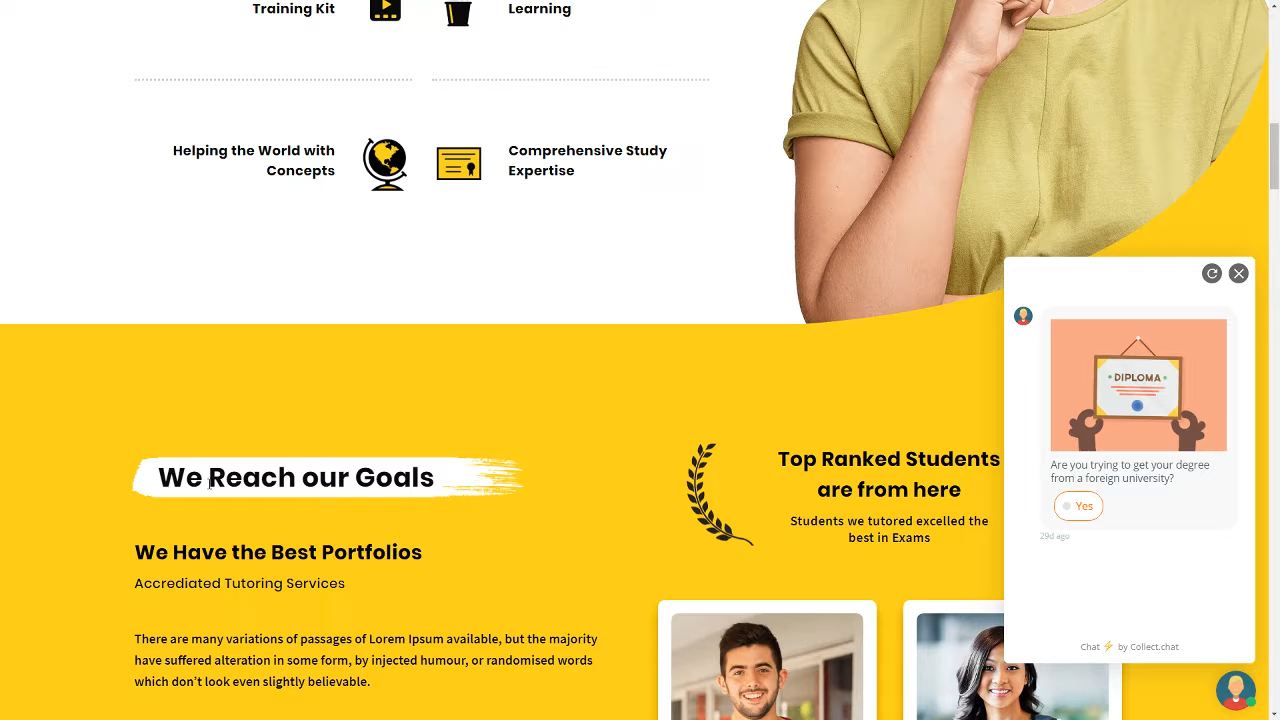 Training Kit
Learning
Helping the World with
Concepts
Comprehensive Study
Expertise
We Reach our Goals
We Have the Best Portfolios
Accrediated Tutoring Services
There are many variations of passages of Lorem Ipsum available, but the majority
have suffered alteration in some form, by injected humour, or randomised words
which don't look even slightly believable.
Top Ranked Students
are from here
Students we tutored excelled the
best in Exams
DIPLOMA
Are you trying to get your degree
from a foreign university?
Yes
29d ago
Chat ⚡ by Collect.chat